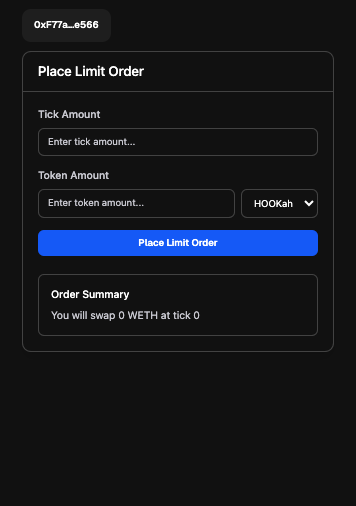 0xF77a...e566
Place Limit Order
Tick Amount
Enter tick amount...
Token Amount
Enter token amount...
HOOKah
Place Limit Order
Order Summary
You will swap 0 WETH at tick 0